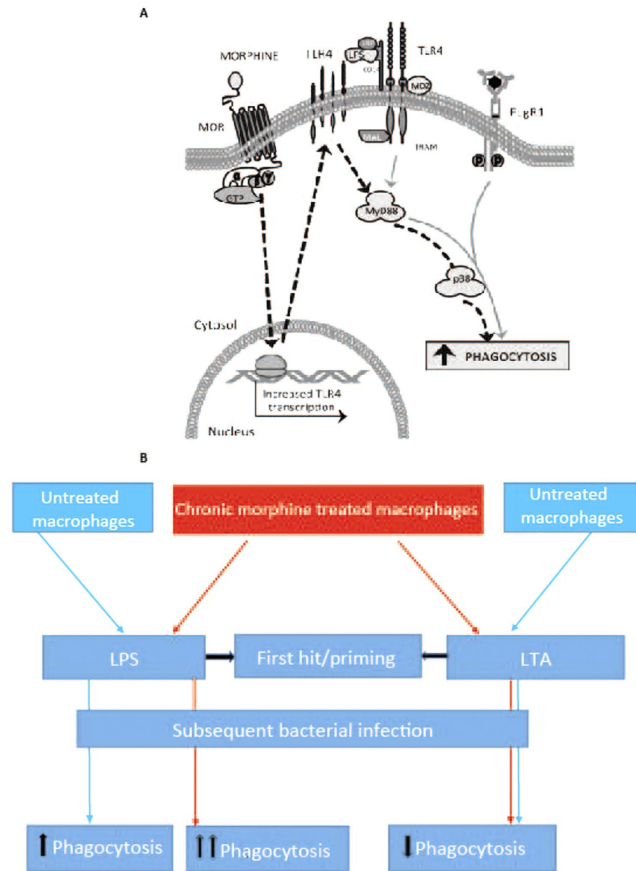 A
MORPHINE
TLR4
TLR4
LPS
MD2
MOR
FcgR1
TRAM
GTP
P P
MyD88
p38
Cytosol
PHAGOCYTOSIS
Increased TLR4
transcription
Nucleus
B
Untreated
macrophages
Chronic morphine treated macrophages
Untreated
macrophages
LPS
First hit/priming
LTA
Subsequent bacterial infection
Phagocytosis
Phagocytosis
Phagocytosis